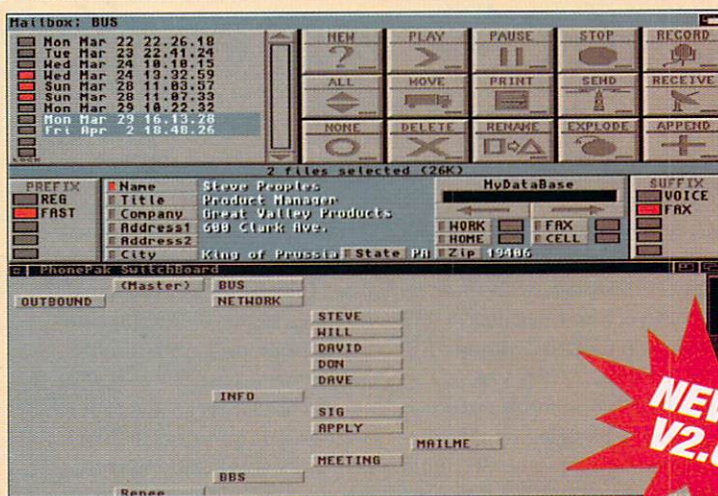 Mailbox: BUS
Mon Mar 22 22.26.18
Tue Mar 23 22.41.24
Wed Mar 24 10.10.15
Wed Mar 24 13.32.59
Sun Mar 28 11.03.57
Sun Mar 28 11.07.33
Mon Mar 29 10.22.32
Mon Mar 29 16.13.28
Fri Apr 2 18.48.26
NEW PLAY PAUSE STOP RECORD
ALL MOVE PRINT SEND RECEIVE
NONE DELETE RENAME EXPLODE APPEND
2 files selected (26K)
PREFIX
REG
FAST
Name Steve Peoples
Title Product Manager
Company Great Valley Products
Address1 600 Clark Ave.
Address2
City King of Prussia State PA Zip 19406
MyDataBase
WORK FAX
HOME CELL
SUFFIX
VOICE
FAX
PhonePak SwitchBoard
(Master) BUS
OUTBOUND NETWORK
STEVE
WILL
DAVID
DON
DAVE
INFO
SIG
APPLY
MAILME
MEETING
BBS
Renee
NEW
V2.